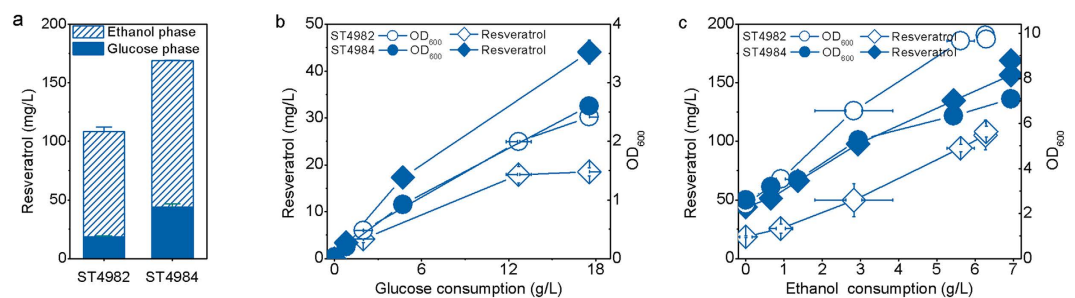 a
Resveratrol (mg/L)
200
150
100
50
0
Ethanol phase
Glucose phase
ST4982 ST4984
b
Resveratrol (mg/L)
50
40
30
20
10
0
ST4982 OD600 Resveratrol
ST4984 OD600 Resveratrol
4
3
2
1
0
OD600
0 6 12 18
Glucose consumption (g/L)
c
Resveratrol (mg/L)
200
150
100
50
0
ST4982 OD600 Resveratrol
ST4984 OD600 Resveratrol
10
8
6
4
2
0
OD600
0 1 2 3 4 5 6 7
Ethanol consumption (g/L)